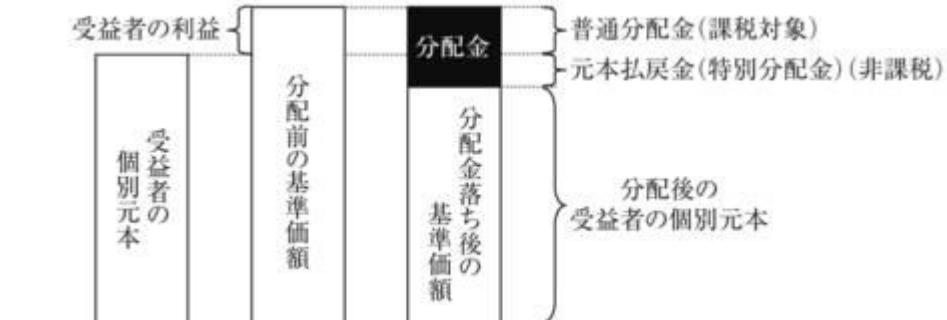 受益者の利益
分配金
普通分配金(課税対象)
元本払戻金(特別分配金)(非課税)
受益者の
個別元本
分配前の基準価額
分配金落ち後の
基準価額
分配後の
受益者の個別元本